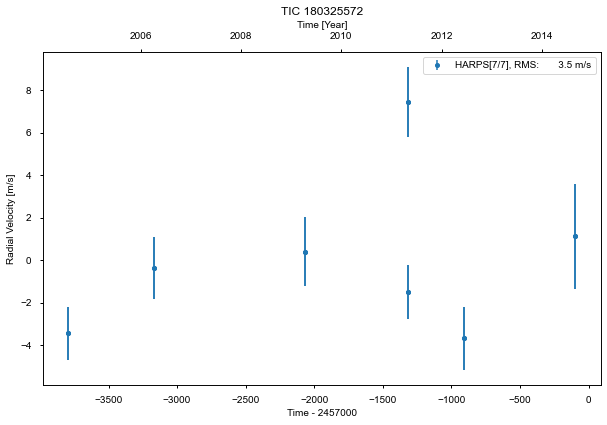 TIC 180325572
Time [Year]
2006 2008 2010 2012 2014
HARPS[7/7], RMS: 3.5 m/s
Radial Velocity [m/s]
8
6
4
2
0
−2
−4
−3500 −3000 −2500 −2000 −1500 −1000 −500 0
Time - 2457000